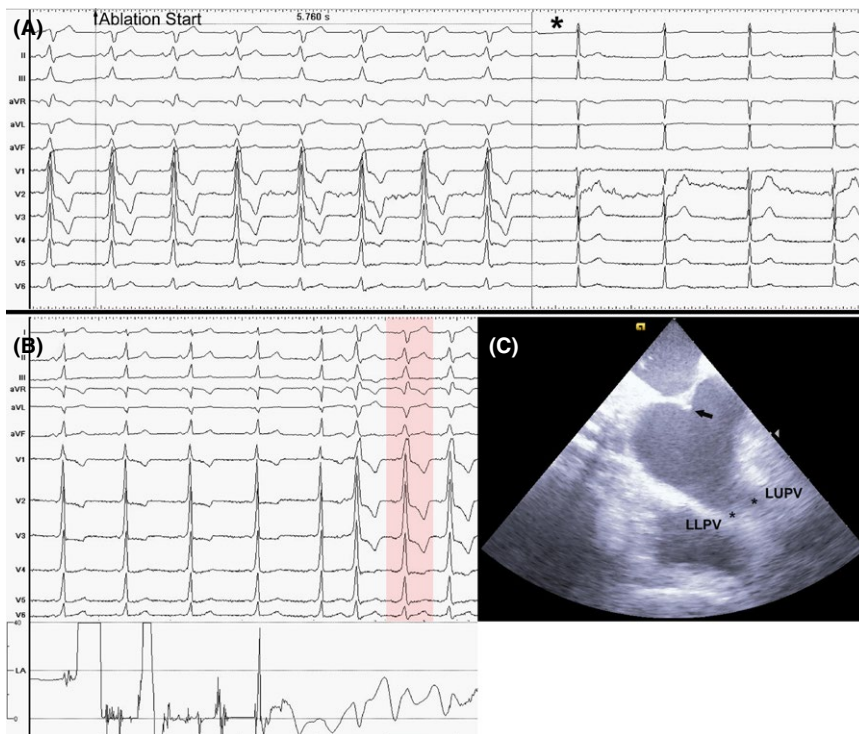 (A)
Ablation Start
5.760 s
*
II
III
aVR
aVL
aVF
V1
V2
V3
V4
V5
V6
(B)
I
II
III
aVR
aVL
aVF
V1
V2
V3
V4
V5
V6
40
LA
0
(C)
LUPV
*
LLPV *